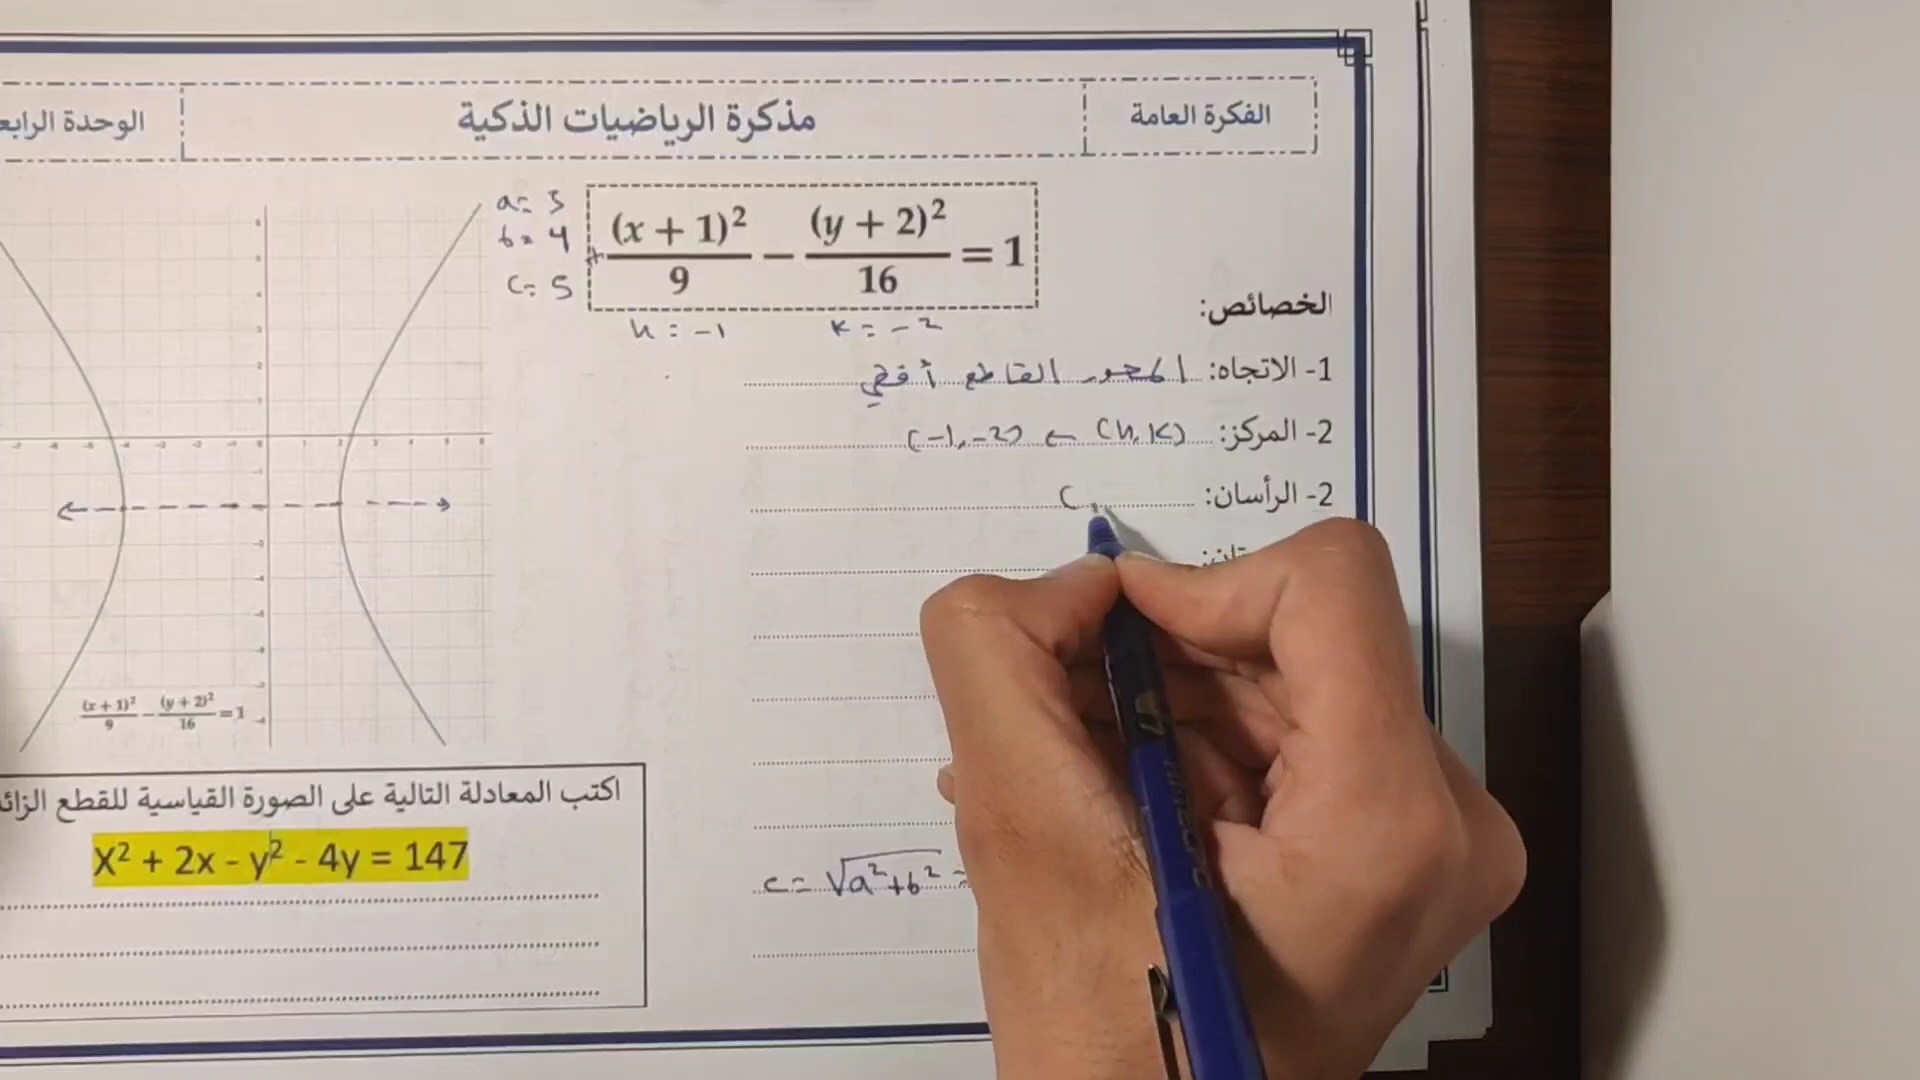 الفكرة العامة
مذكرة الرياضيات الذكية
الوحدة
a = 3
b = 4
c = 5
+ (x + 1)²/9 − (y + 2)²/16 = 1
h = -1
k = -2
الخصائص:
1- الاتجاه: المحور القاطع أفقي
2- المركز: (h, k) ← (-1, -2)
2- الرأسان: (
c = √a²+b² =
(x + 1)²/9 − (y + 2)²/16 = 1
اكتب المعادلة التالية على الصورة القياسية للقطع
X² + 2x - y² - 4y = 147